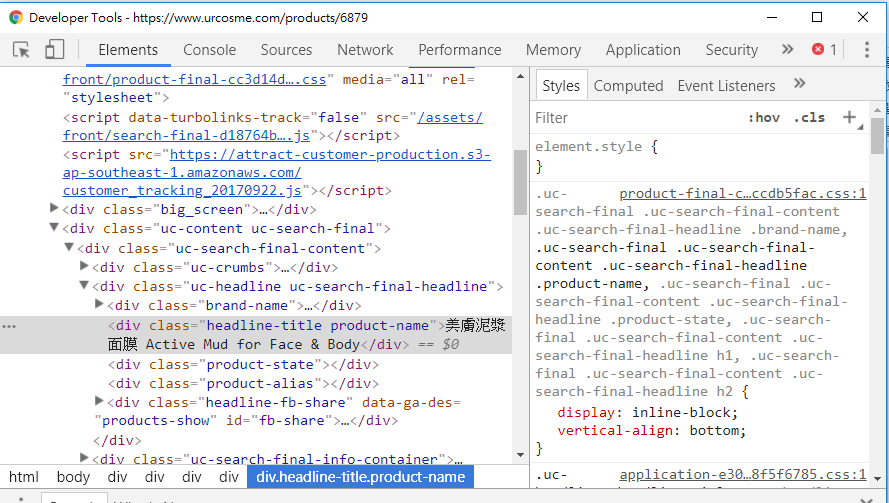 Developer Tools - https://www.urcosme.com/products/6879
Elements Console Sources Network Performance Memory Application Security » 1
front/product-final-cc3d14d….css" media="all" rel=
"stylesheet">
<script data-turbolinks-track="false" src="/assets/
front/search-final-d18764b….js"></script>
<script src="https://attract-customer-production.s3-
ap-southeast-1.amazonaws.com/
customer_tracking_20170922.js"></script>
<div class="big_screen">…</div>
<div class="uc-content uc-search-final">
<div class="uc-search-final-content">
<div class="uc-crumbs">…</div>
<div class="uc-headline uc-search-final-headline">
<div class="brand-name">…</div>
<div class="headline-title product-name">美膚泥漿
面膜 Active Mud for Face & Body</div> == $0
<div class="product-state"></div>
<div class="product-alias"></div>
<div class="headline-fb-share" data-ga-des=
"products-show" id="fb-share">…</div>
</div>
<div class="uc-search-final-info-container">…
html body div div div div div.headline-title.product-name
Styles Computed Event Listeners »
Filter :hov .cls +
element.style {
}
.uc- product-final-c…ccdb5fac.css:1
search-final .uc-search-final-content
.uc-search-final-headline .brand-name,
.uc-search-final .uc-search-final-
content .uc-search-final-headline
.product-name, .uc-search-final .uc-
search-final-content .uc-search-final-
headline .product-state, .uc-search-
final .uc-search-final-content .uc-
search-final-headline h1, .uc-search-
final .uc-search-final-content .uc-
search-final-headline h2 {
display: inline-block;
vertical-align: bottom;
}
.uc- application-e30…8f5f6785.css:1